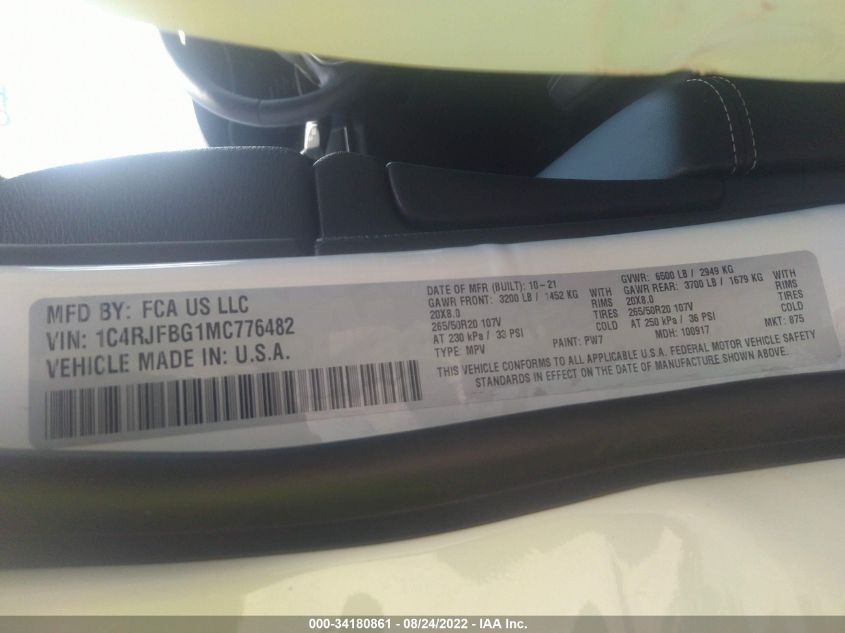 MFD BY: FCA US LLC
VIN: 1C4RJFBG1MC776482
VEHICLE MADE IN: U.S.A.
DATE OF MFR (BUILT): 10-21
GAWR FRONT: 3200 LB / 1452 KG WITH
20X8.0 RIMS
265/50R20 107V TIRES
AT 230 kPa / 33 PSI COLD
TYPE: MPV PAINT: PW7
GVWR: 6500 LB / 2949 KG
GAWR REAR: 3700 LB / 1679 KG WITH
20X8.0 RIMS
265/50R20 107V TIRES
AT 250 kPa / 36 PSI COLD
MDH: 100917 MKT: 875
THIS VEHICLE CONFORMS TO ALL APPLICABLE U.S.A. FEDERAL MOTOR VEHICLE SAFETY
STANDARDS IN EFFECT ON THE DATE OF MANUFACTURE SHOWN ABOVE.
000-34180861 - 08/24/2022 - IAA Inc.